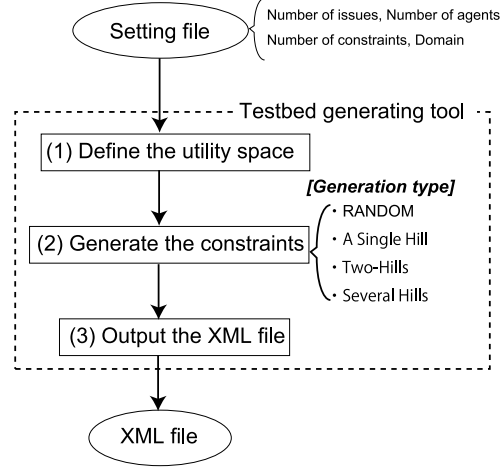 Setting file
Number of issues, Number of agents
Number of constraints, Domain
Testbed generating tool
(1) Define the utility space
[Generation type]
・RANDOM
(2) Generate the constraints
・A Single Hill
・Two-Hills
・Several Hills
(3) Output the XML file
XML file